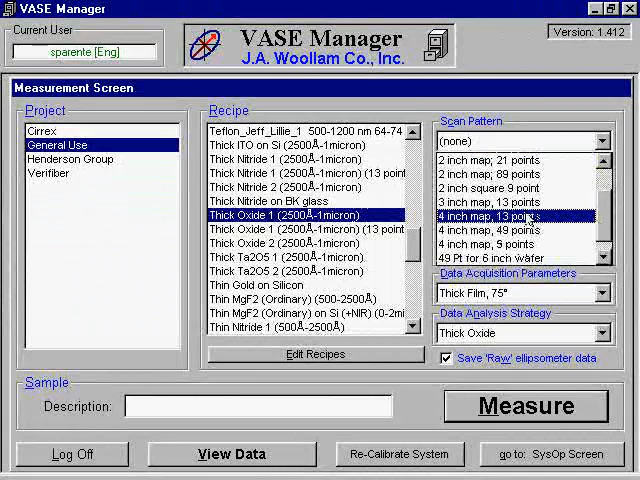 VASE Manager
Current User
sparente [Eng]
VASE Manager
J.A. Woollam Co., Inc.
Version: 1.412
Measurement Screen
Project
Cirrex
General Use
Henderson Group
Verifiber
Recipe
Teflon_Jeff_Lillie_1 500-1200 nm 64-74
Thick ITO on Si (2500Å-1micron)
Thick Nitride 1 (2500Å-1micron)
Thick Nitride 1 (2500Å-1micron) (13 point
Thick Nitride 2 (2500Å-1micron)
Thick Nitride on BK glass
Thick Oxide 1 (2500Å-1micron)
Thick Oxide 1 (2500Å-1micron) (13 point
Thick Oxide 2 (2500Å-1micron)
Thick Ta2O5 1 (2500Å-1micron)
Thick Ta2O5 2 (2500Å-1micron)
Thin Gold on Silicon
Thin MgF2 (Ordinary) (500-2500Å)
Thin MgF2 (Ordinary) on Si (+NIR) (0-2mi
Thin Nitride 1 (500Å-2500Å)
Edit Recipes
Scan Pattern:
(none)
2 inch map; 21 points
2 inch map; 89 points
2 inch square 9 point
3 inch map, 13 points
4 inch map, 13 points
4 inch map, 49 points
4 inch map, 5 points
49 Pt for 6 inch wafer
Data Acquisition Parameters
Thick Film, 75°
Data Analysis Strategy
Thick Oxide
Save 'Raw' ellipsometer data
Sample
Description:
Measure
Log Off
View Data
Re-Calibrate System
go to: SysOp Screen